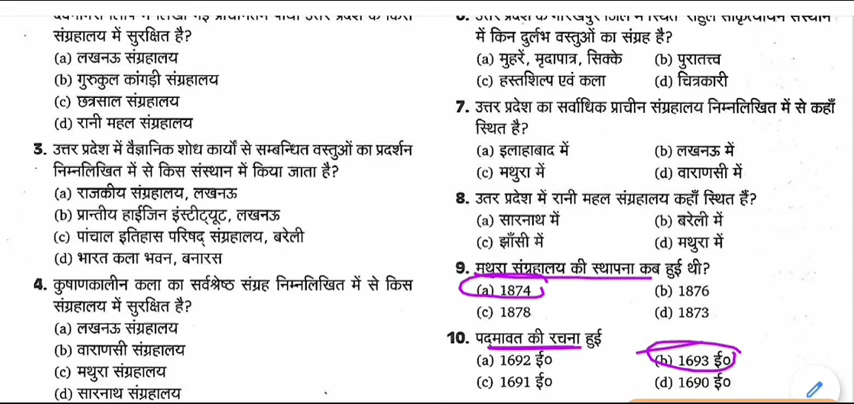 संग्रहालय में सुरक्षित है?
(a) लखनऊ संग्रहालय
(b) गुरुकुल कांगड़ी संग्रहालय
(c) छत्रसाल संग्रहालय
(d) रानी महल संग्रहालय
3. उत्तर प्रदेश में वैज्ञानिक शोध कार्यों से सम्बन्धित वस्तुओं का प्रदर्शन
निम्नलिखित में से किस संस्थान में किया जाता है?
(a) राजकीय संग्रहालय, लखनऊ
(b) प्रान्तीय हाईजिन इंस्टीट्यूट, लखनऊ
(c) पांचाल इतिहास परिषद् संग्रहालय, बरेली
(d) भारत कला भवन, बनारस
4. कुषाणकालीन कला का सर्वश्रेष्ठ संग्रह निम्नलिखित में से किस
संग्रहालय में सुरक्षित है?
(a) लखनऊ संग्रहालय
(b) वाराणसी संग्रहालय
(c) मथुरा संग्रहालय
(d) सारनाथ संग्रहालय
में किन दुर्लभ वस्तुओं का संग्रह है?
(a) मुहरें, मृदापात्र, सिक्के (b) पुरातत्त्व
(c) हस्तशिल्प एवं कला (d) चित्रकारी
7. उत्तर प्रदेश का सर्वाधिक प्राचीन संग्रहालय निम्नलिखित में से कहाँ
स्थित है?
(a) इलाहाबाद में (b) लखनऊ में
(c) मथुरा में (d) वाराणसी में
8. उतर प्रदेश में रानी महल संग्रहालय कहाँ स्थित हैं?
(a) सारनाथ में (b) बरेली में
(c) झाँसी में (d) मथुरा में
9. मथुरा संग्रहालय की स्थापना कब हुई थी?
(a) 1874 (b) 1876
(c) 1878 (d) 1873
10. पद्मावत की रचना हुई
(a) 1692 ई० (b) 1693 ई०
(c) 1691 ई० (d) 1690 ई०